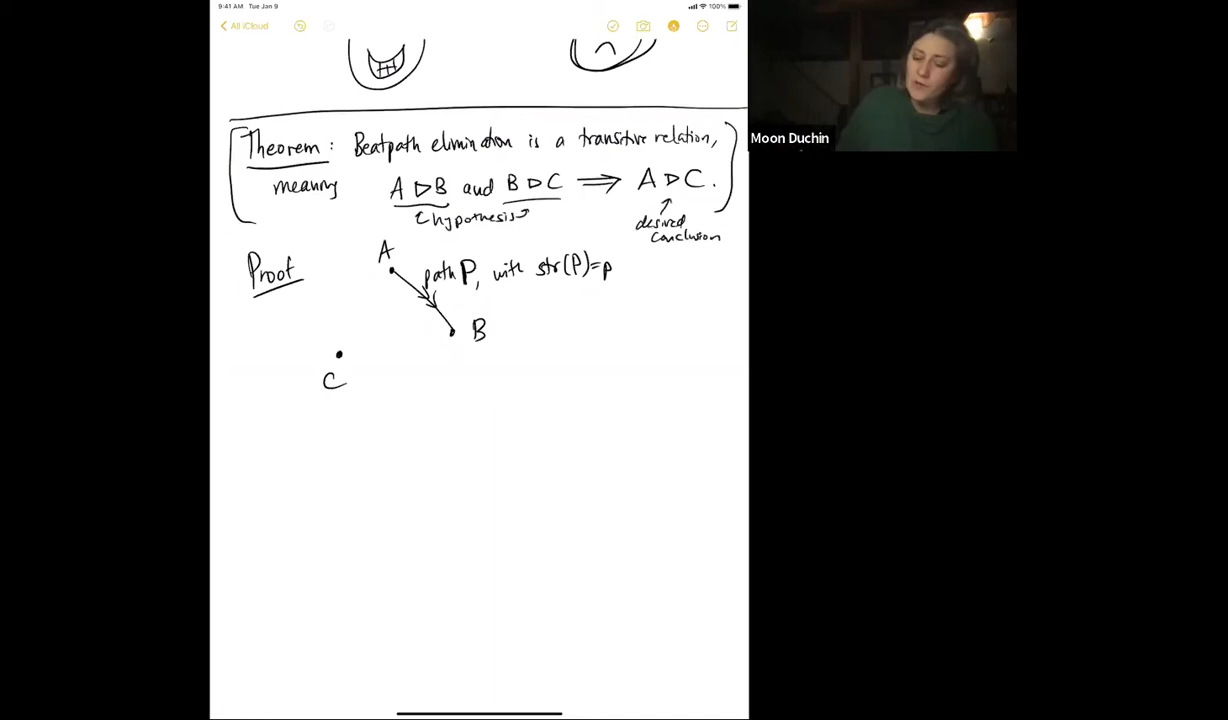 9:41 AM Tue Jan 9
100%
All iCloud
Theorem: Beatpath elimination is a transitive relation,
meaning A ▷ B and B ▷ C ⟹ A ▷ C.
hypothesis
desired conclusion
Proof
A
path P, with str(P)=p
B
C
Moon Duchin